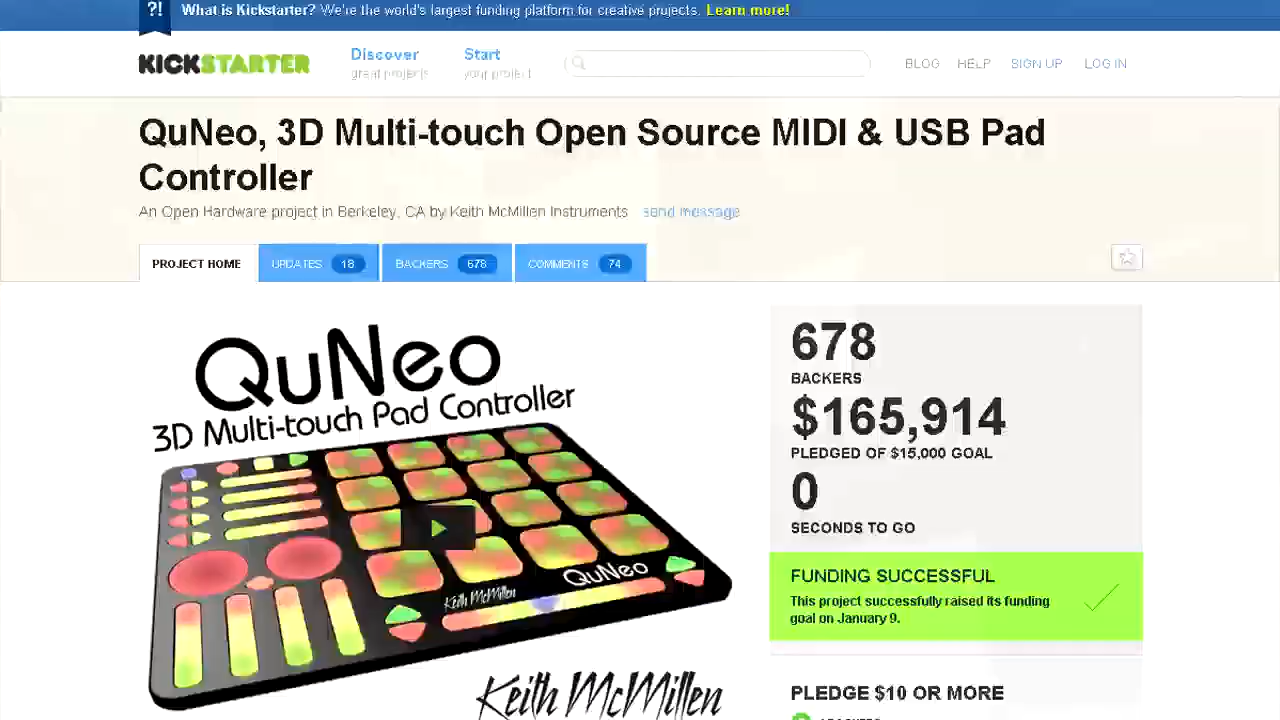 ?! What is Kickstarter? We're the world's largest funding platform for creative projects. Learn more!
KICKSTARTER Discover Start BLOG HELP SIGN UP LOG IN
great projects your project
QuNeo, 3D Multi-touch Open Source MIDI & USB Pad
Controller
An Open Hardware project in Berkeley, CA by Keith McMillen Instruments send message
PROJECT HOME UPDATES 18 BACKERS 678 COMMENTS 74
QuNeo
3D Multi-touch Pad Controller
Keith McMillen QuNeo
Keith McMillen
678
BACKERS
$165,914
PLEDGED OF $15,000 GOAL
0
SECONDS TO GO
FUNDING SUCCESSFUL
This project successfully raised its funding
goal on January 9.
PLEDGE $10 OR MORE